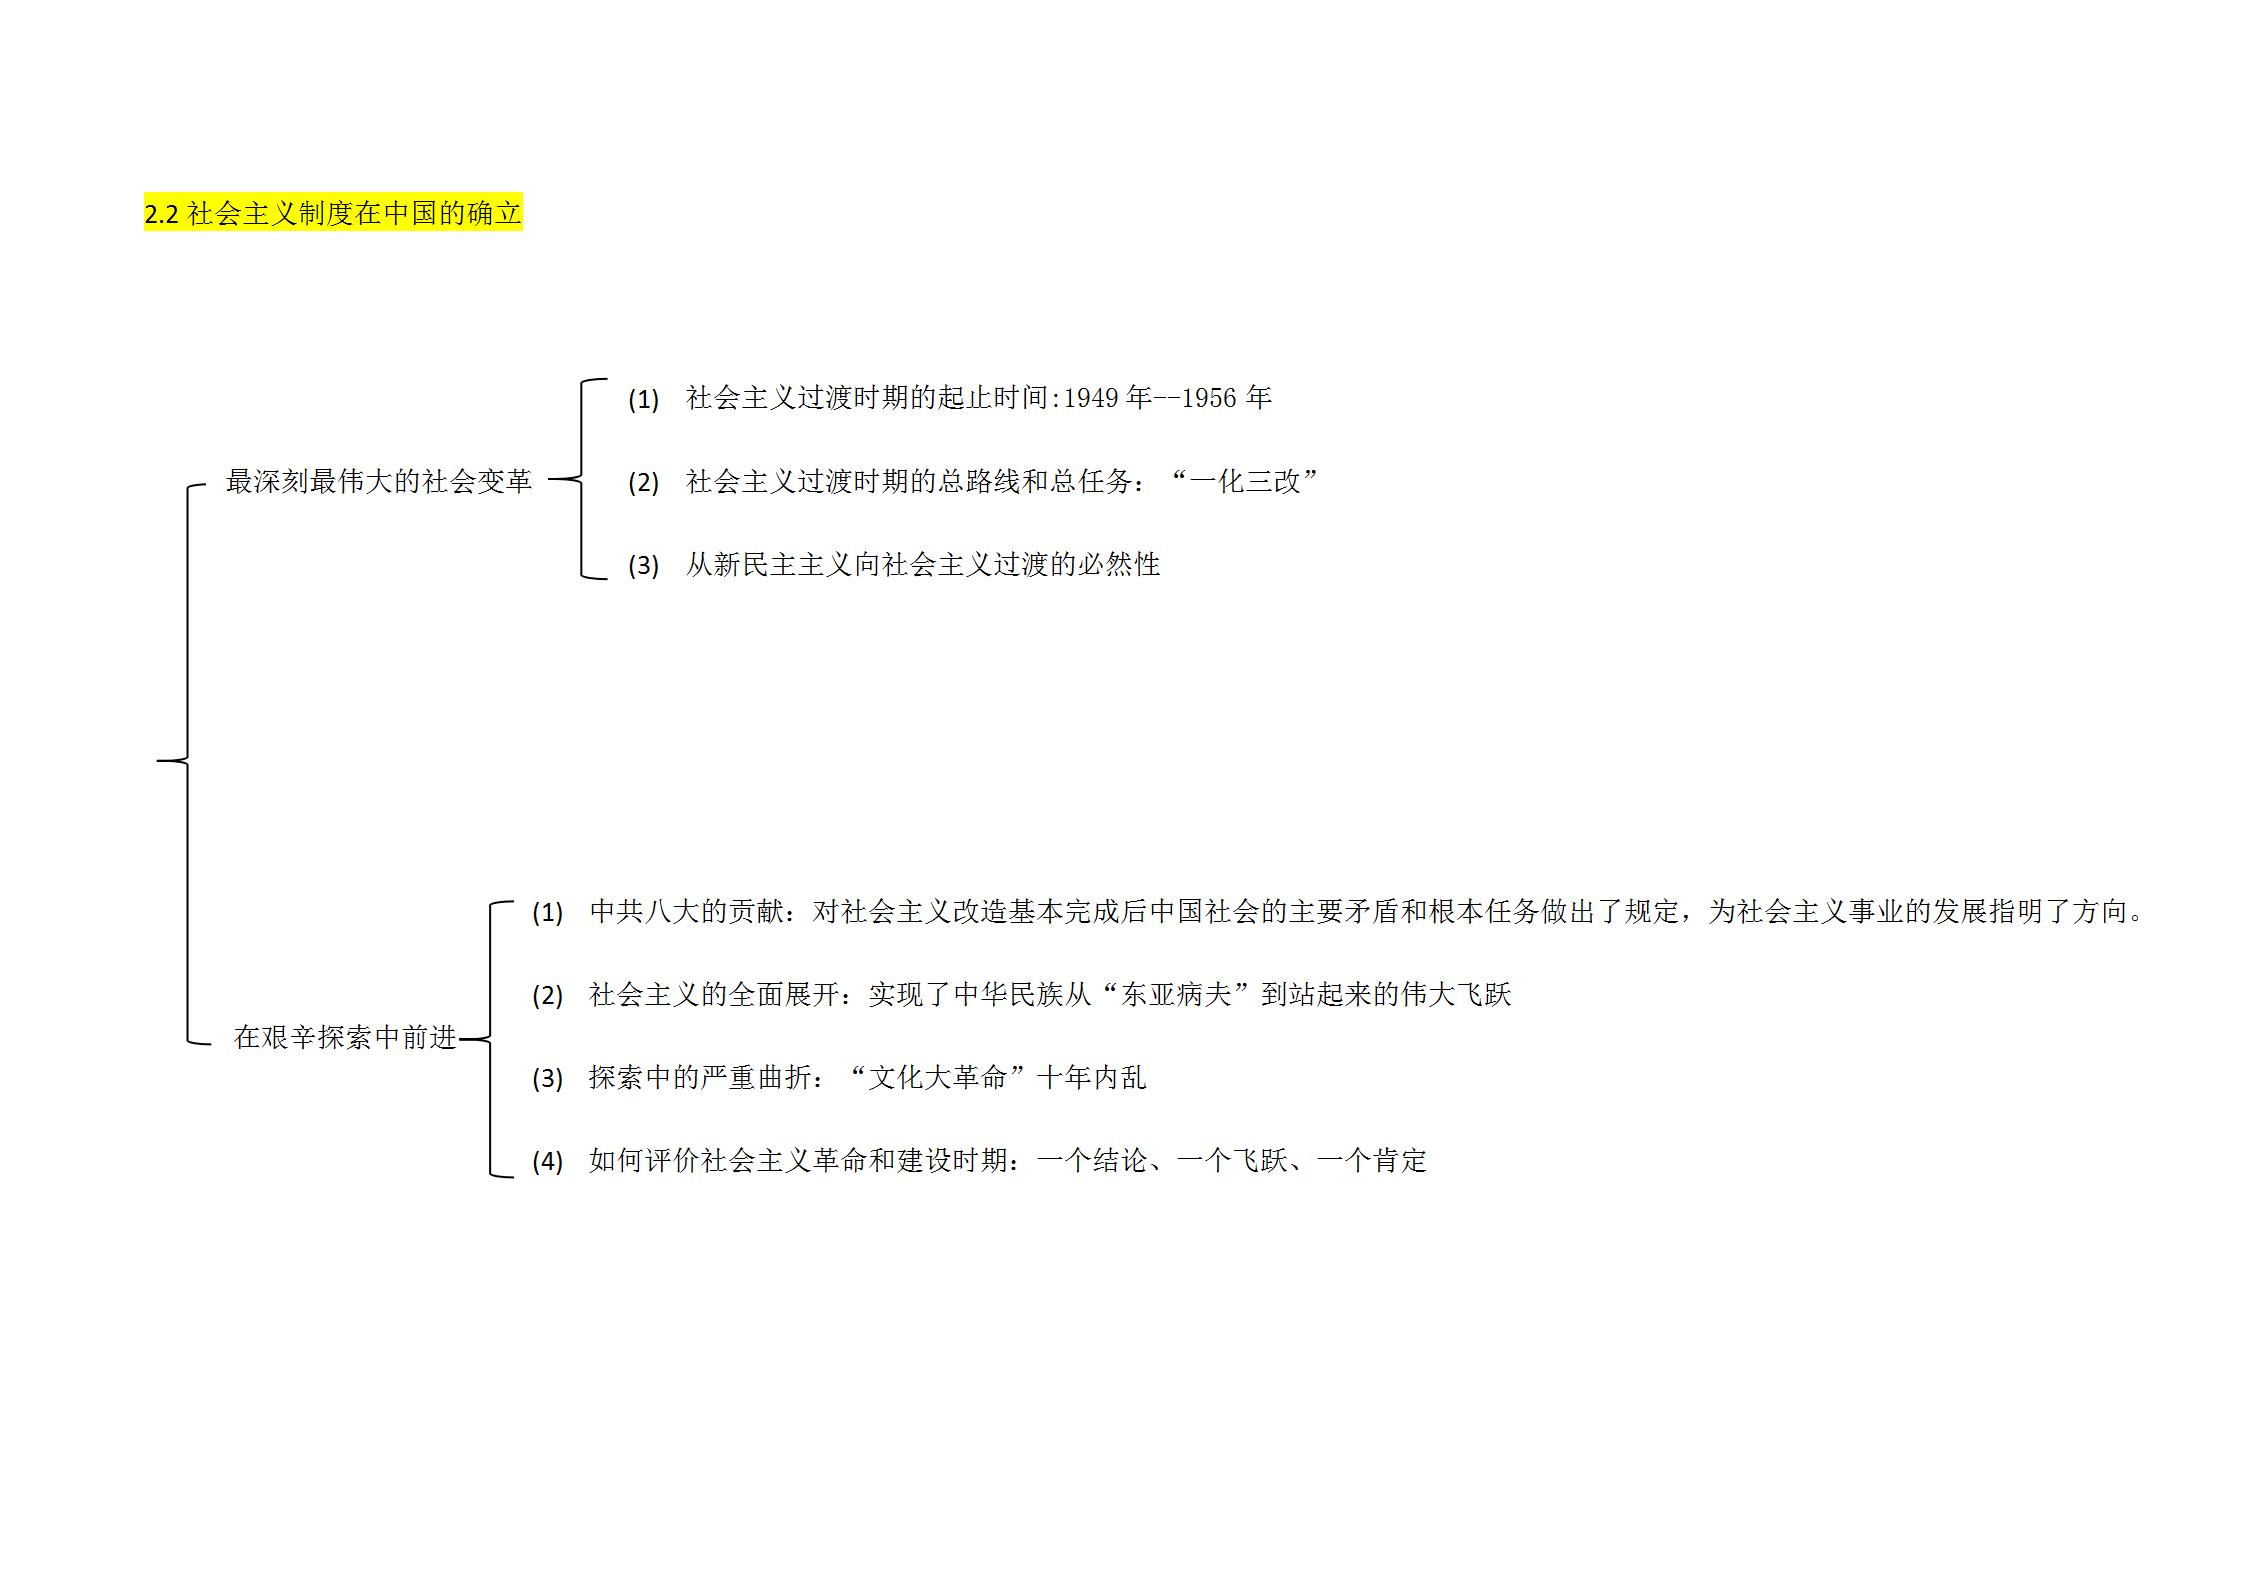 2.2 社会主义制度在中国的确立
(1) 社会主义过渡时期的起止时间:1949 年--1956 年
最深刻最伟大的社会变革
(2) 社会主义过渡时期的总路线和总任务：“一化三改”
(3) 从新民主主义向社会主义过渡的必然性
(1) 中共八大的贡献：对社会主义改造基本完成后中国社会的主要矛盾和根本任务做出了规定，为社会主义事业的发展指明了方向。
(2) 社会主义的全面展开：实现了中华民族从“东亚病夫”到站起来的伟大飞跃
在艰辛探索中前进
(3) 探索中的严重曲折：“文化大革命”十年内乱
(4) 如何评价社会主义革命和建设时期：一个结论、一个飞跃、一个肯定